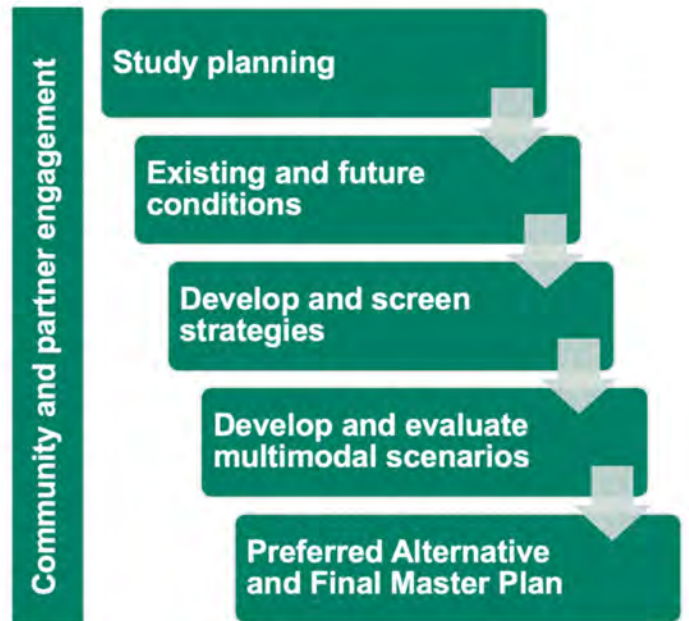 Community and partner engagement
Study planning
Existing and future
conditions
Develop and screen
strategies
Develop and evaluate
multimodal scenarios
Preferred Alternative
and Final Master Plan